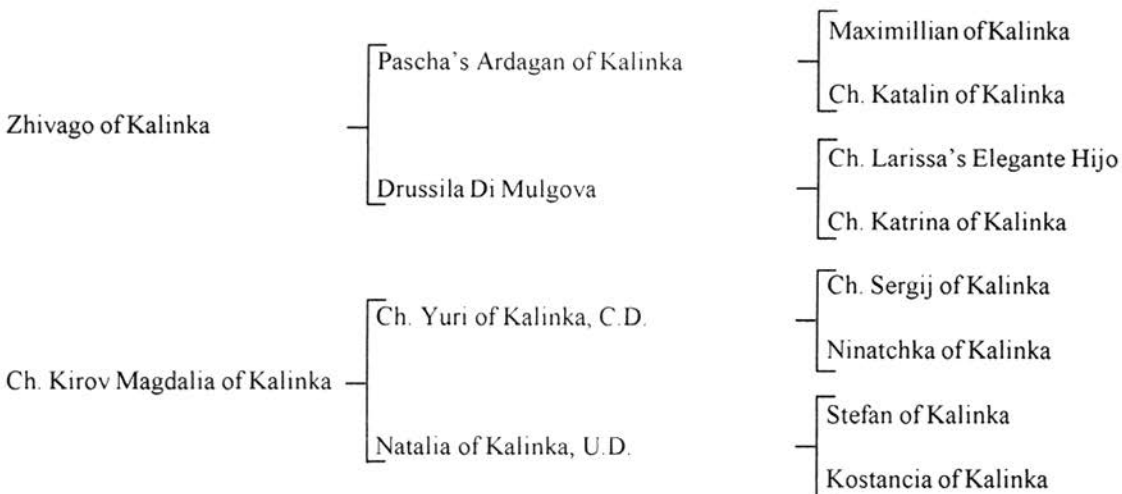 Maximillian of Kalinka
Pascha's Ardagan of Kalinka
Ch. Katalin of Kalinka
Zhivago of Kalinka
Ch. Larissa's Elegante Hijo
Drussila Di Mulgova
Ch. Katrina of Kalinka
Ch. Sergij of Kalinka
Ch. Yuri of Kalinka, C.D.
Ninatchka of Kalinka
Ch. Kirov Magdalia of Kalinka
Stefan of Kalinka
Natalia of Kalinka, U.D.
Kostancia of Kalinka